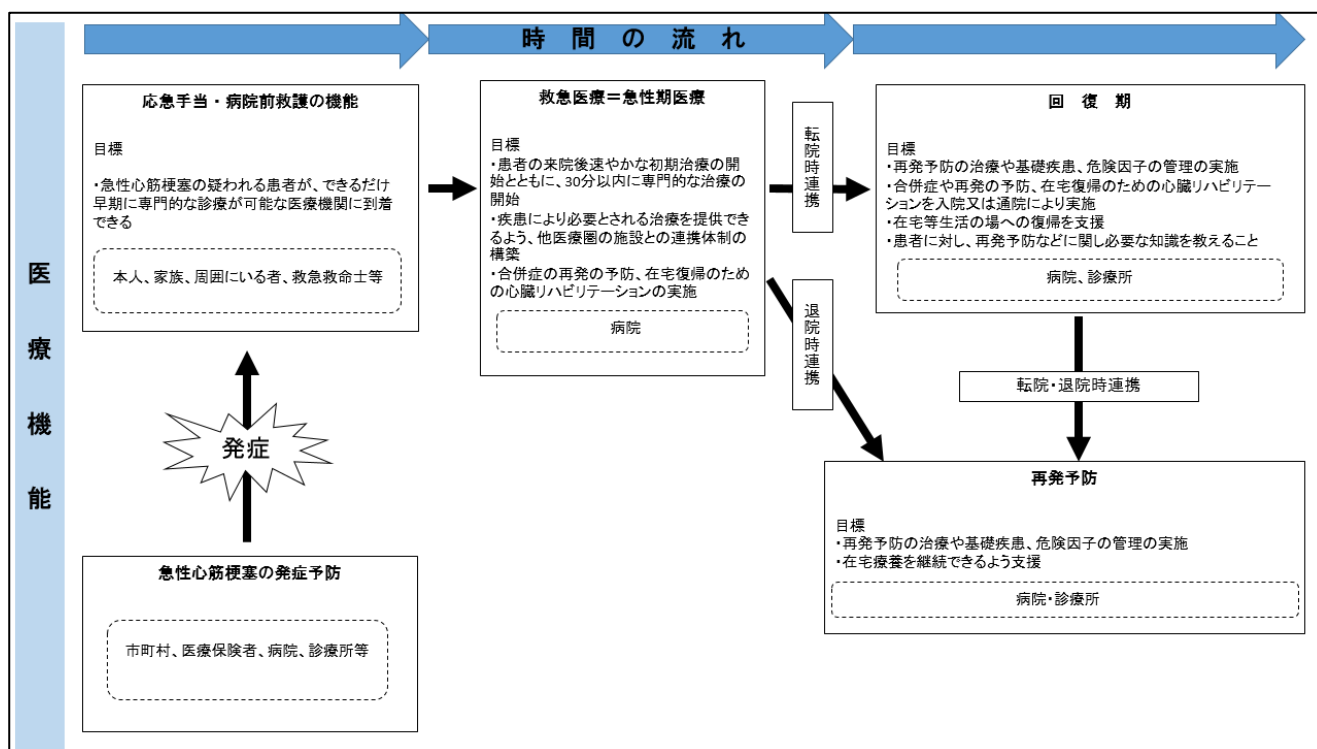 時間の流れ
医療機能
応急手当・病院前救護の機能
目標
・急性心筋梗塞の疑われる患者が、できるだけ
早期に専門的な診療が可能な医療機関に到着
できる
本人、家族、周囲にいる者、救急救命士等
発症
急性心筋梗塞の発症予防
市町村、医療保険者、病院、診療所等
救急医療＝急性期医療
目標
・患者の来院後速やかな初期治療の開
始とともに、30分以内に専門的な治療の
開始
・疾患により必要とされる治療を提供でき
るよう、他医療圏の施設との連携体制の
構築
・合併症の再発の予防、在宅復帰のため
の心臓リハビリテーションの実施
病院
転院時連携
退院時連携
回復期
目標
・再発予防の治療や基礎疾患、危険因子の管理の実施
・合併症や再発の予防、在宅復帰のための心臓リハビリテー
ションを入院又は通院により実施
・在宅等生活の場への復帰を支援
・患者に対し、再発予防などに関し必要な知識を教えること
病院、診療所
転院・退院時連携
再発予防
目標
・再発予防の治療や基礎疾患、危険因子の管理の実施
・在宅療養を継続できるよう支援
病院・診療所